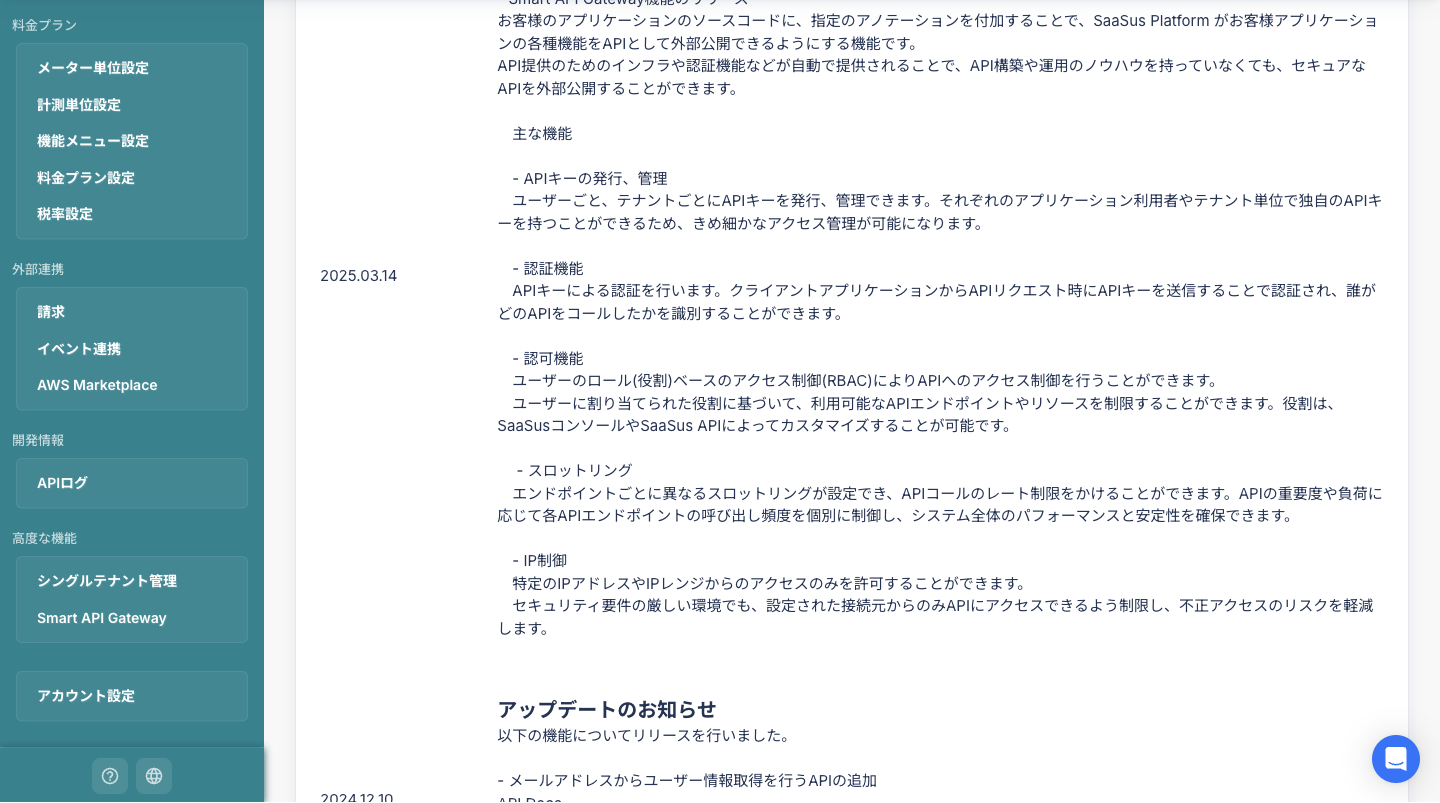 料金プラン
メーター単位設定
計測単位設定
機能メニュー設定
料金プラン設定
税率設定
外部連携
請求
イベント連携
AWS Marketplace
開発情報
APIログ
高度な機能
シングルテナント管理
Smart API Gateway
アカウント設定
2025.03.14
- Smart API Gateway機能のリリース
お客様のアプリケーションのソースコードに、指定のアノテーションを付加することで、SaaSus Platform がお客様アプリケーショ
ンの各種機能をAPIとして外部公開できるようにする機能です。
API提供のためのインフラや認証機能などが自動で提供されることで、API構築や運用のノウハウを持っていなくても、セキュアな
APIを外部公開することができます。
主な機能
- APIキーの発行、管理
ユーザーごと、テナントごとにAPIキーを発行、管理できます。それぞれのアプリケーション利用者やテナント単位で独自のAPIキ
ーを持つことができるため、きめ細かなアクセス管理が可能になります。
- 認証機能
APIキーによる認証を行います。クライアントアプリケーションからAPIリクエスト時にAPIキーを送信することで認証され、誰が
どのAPIをコールしたかを識別することができます。
- 認可機能
ユーザーのロール(役割)ベースのアクセス制御(RBAC)によりAPIへのアクセス制御を行うことができます。
ユーザーに割り当てられた役割に基づいて、利用可能なAPIエンドポイントやリソースを制限することができます。役割は、
SaaSusコンソールやSaaSus APIによってカスタマイズすることが可能です。
- スロットリング
エンドポイントごとに異なるスロットリングが設定でき、APIコールのレート制限をかけることができます。APIの重要度や負荷に
応じて各APIエンドポイントの呼び出し頻度を個別に制御し、システム全体のパフォーマンスと安定性を確保できます。
- IP制御
特定のIPアドレスやIPレンジからのアクセスのみを許可することができます。
セキュリティ要件の厳しい環境でも、設定された接続元からのみAPIにアクセスできるよう制限し、不正アクセスのリスクを軽減
します。
2024.12.10
アップデートのお知らせ
以下の機能についてリリースを行いました。
- メールアドレスからユーザー情報取得を行うAPIの追加
API Docs